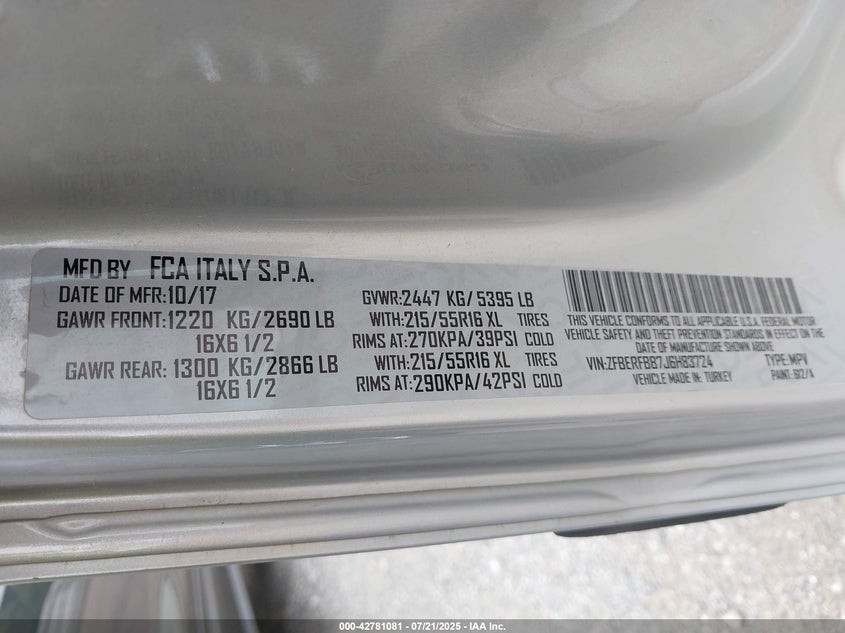 MFD BY FCA ITALY S.P.A.
DATE OF MFR:10/17
GAWR FRONT:1220 KG/2690 LB
16X6 1/2
GAWR REAR: 1300 KG/2866 LB
16X6 1/2
GVWR:2447 KG/ 5395 LB
WITH:215/55R16 XL TIRES
RIMS AT:270KPA/39PSI COLD
WITH:215/55R16 XL TIRES
RIMS AT:290KPA/42PSI COLD
THIS VEHICLE CONFORMS TO ALL APPLICABLE U.S.A. FEDERAL MOTOR
VEHICLE SAFETY AND THEFT PREVENTION STANDARDS IN EFFECT ON THE
DATE OF MANUFACTURE SHOWN ABOVE
VIN:ZFBERFBB7J6H83724 TYPE:MPV
VEHICLE MADE IN: TURKEY PAINT: 612/A
000-42781081 - 07/21/2025 - IAA Inc.